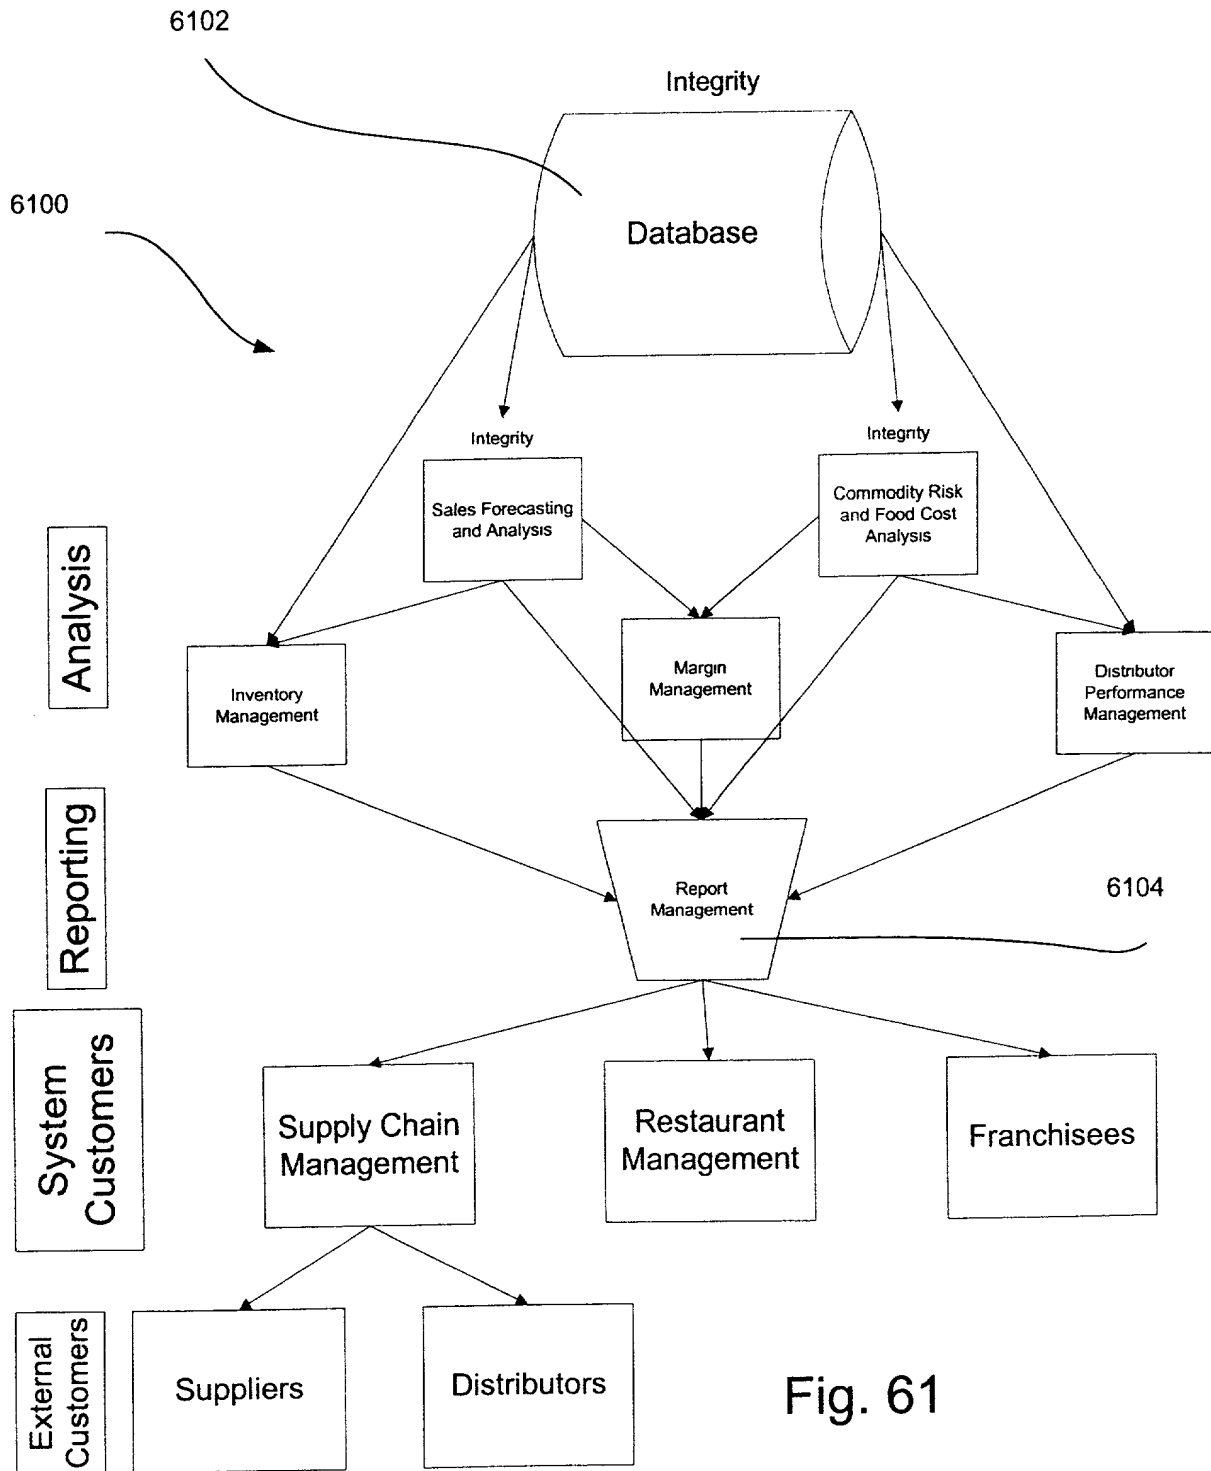 6102
Integrity
6100
Database
Integrity
Integrity
Sales Forecasting
and Analysis
Commodity Risk
and Food Cost
Analysis
Analysis
Inventory
Management
Margin
Management
Distributor
Performance
Management
Reporting
Report
Management
6104
System
Customers
Supply Chain
Management
Restaurant
Management
Franchisees
External
Customers
Suppliers
Distributors
Fig. 61